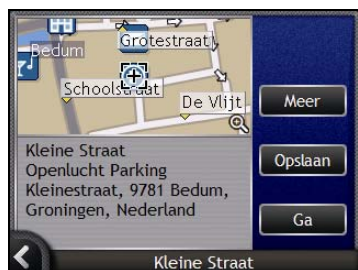 Grotestraat
Bedum
Schoolstraat
De Vlijt
Meer
Kleine Straat
Openlucht Parking
Kleinestraat, 9781 Bedum,
Groningen, Nederland
Opslaan
Ga
Kleine Straat